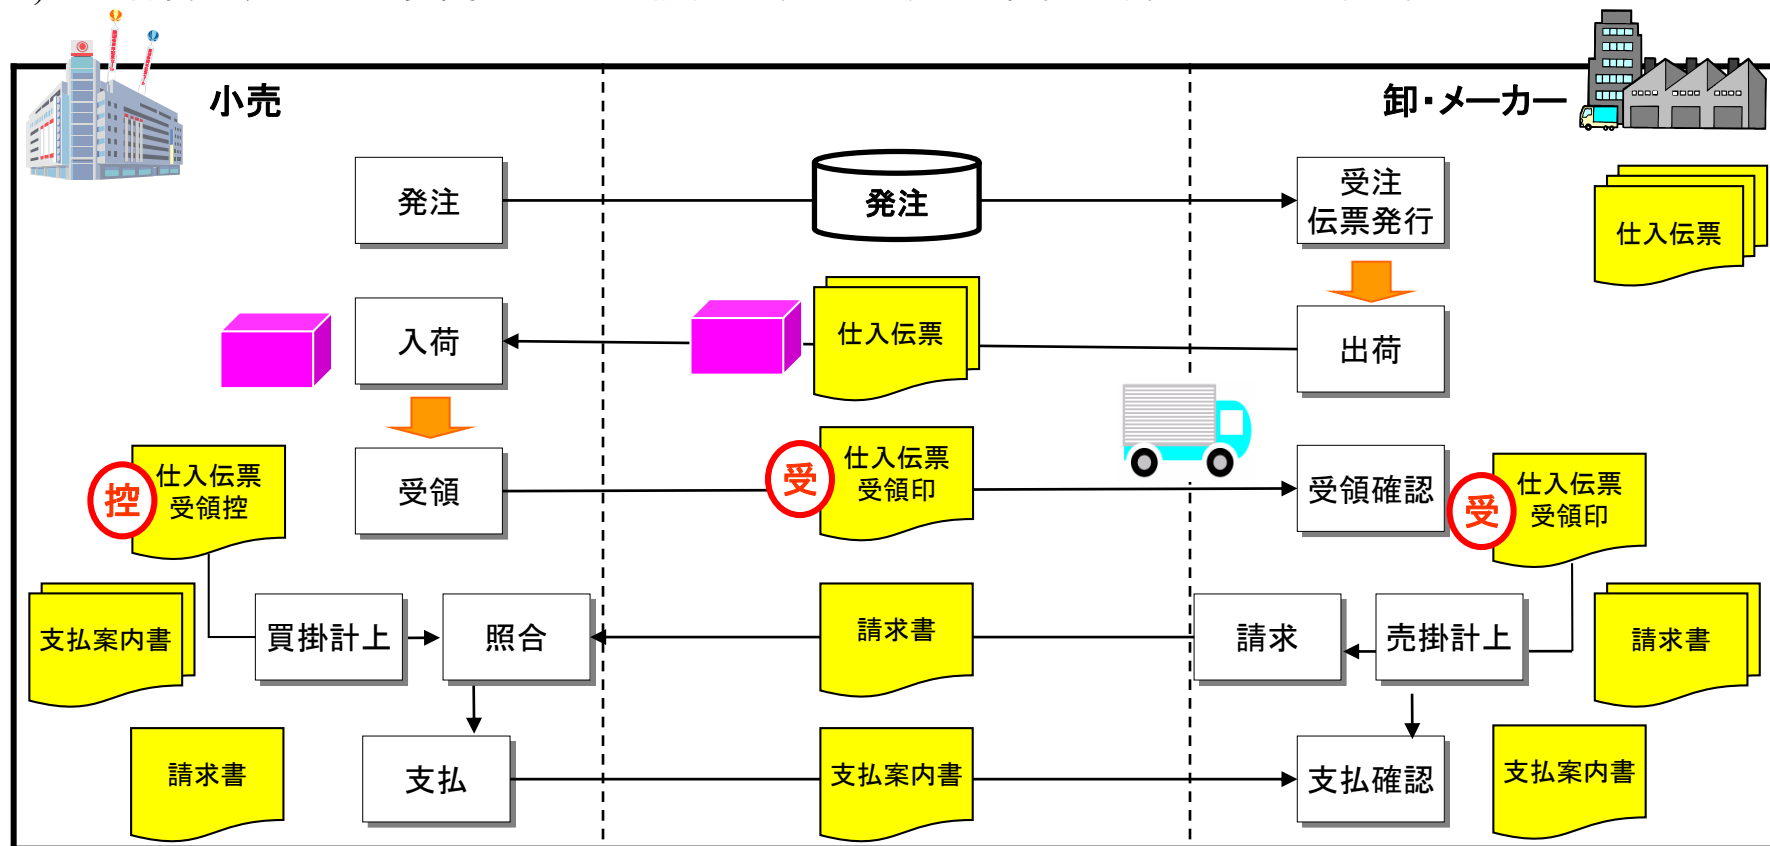 小売
卸・メーカー
発注
発注
受注
伝票発行
仕入伝票
入荷
仕入伝票
出荷
控
仕入伝票
受領控
受領
受
仕入伝票
受領印
受領確認
受
仕入伝票
受領印
支払案内書
買掛計上
照合
請求書
請求
売掛計上
請求書
請求書
支払
支払案内書
支払確認
支払案内書